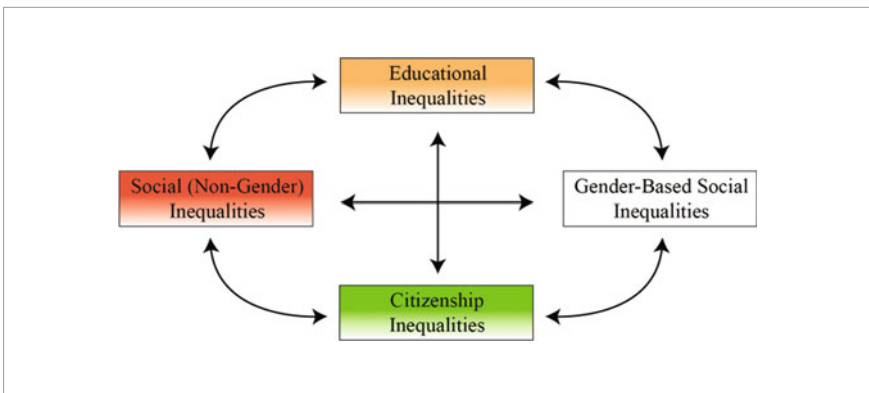 Educational
Inequalities
Social (Non-Gender)
Inequalities
Gender-Based Social
Inequalities
Citizenship
Inequalities